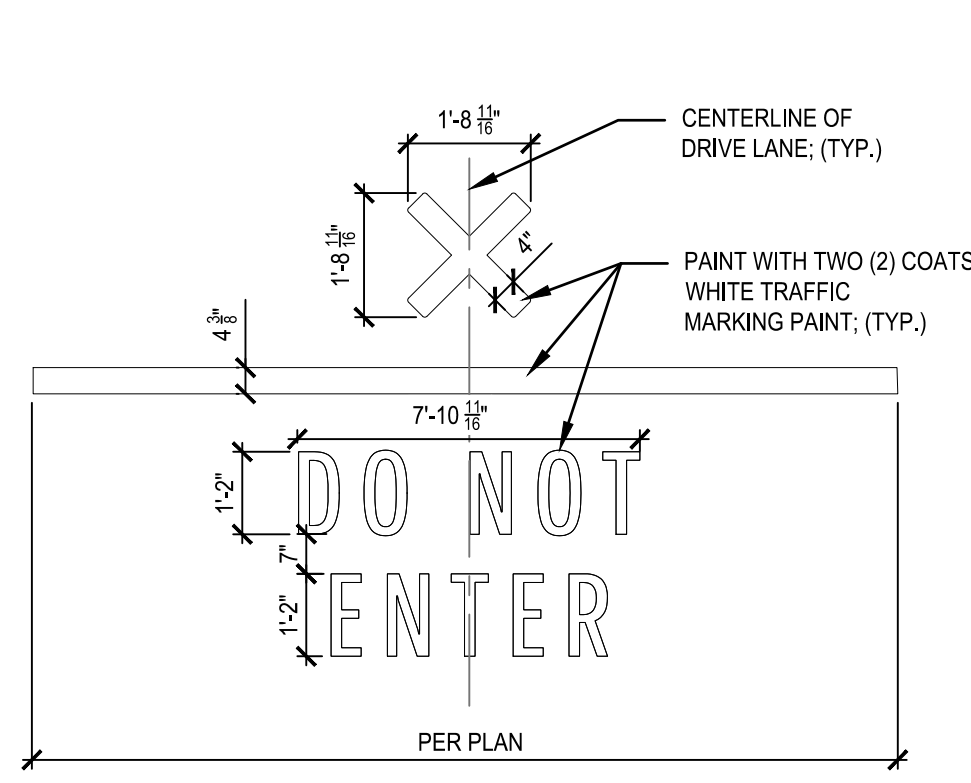 1'-8 11/16"
CENTERLINE OF
DRIVE LANE; (TYP.)
1'-8 11/16"
4"
PAINT WITH TWO (2) COATS
WHITE TRAFFIC
MARKING PAINT; (TYP.)
4 3/8"
7'-10 11/16"
1'-2"
DO NOT
7"
1'-2"
ENTER
PER PLAN